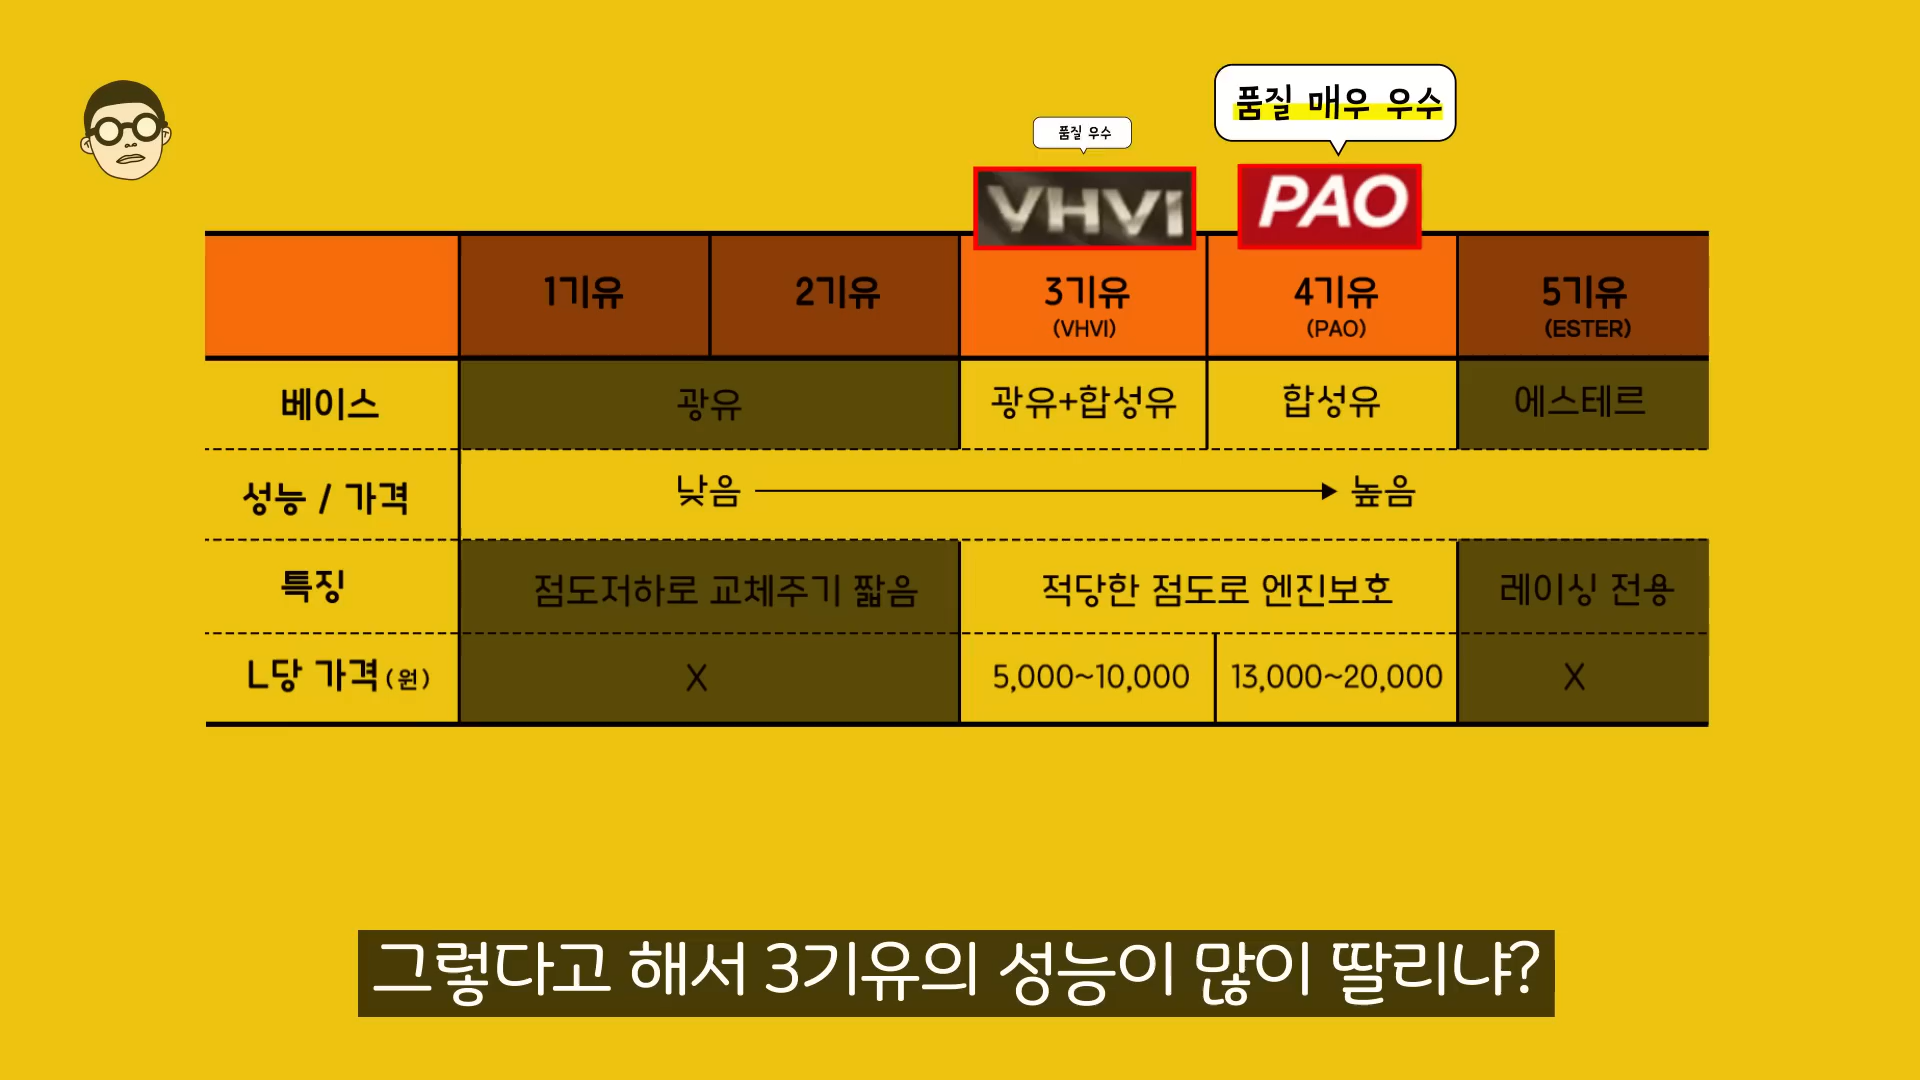 품질 매우 우수
품질 우수
VHVI
PAO
1기유
2기유
3기유
(VHVI)
4기유
(PAO)
5기유
(ESTER)
베이스
광유
광유+합성유
합성유
에스테르
성능 / 가격
낮음
높음
특징
점도저하로 교체주기 짧음
적당한 점도로 엔진보호
레이싱 전용
L당 가격(원)
X
5,000~10,000
13,000~20,000
X
그렇다고 해서 3기유의 성능이 많이 딸리냐?